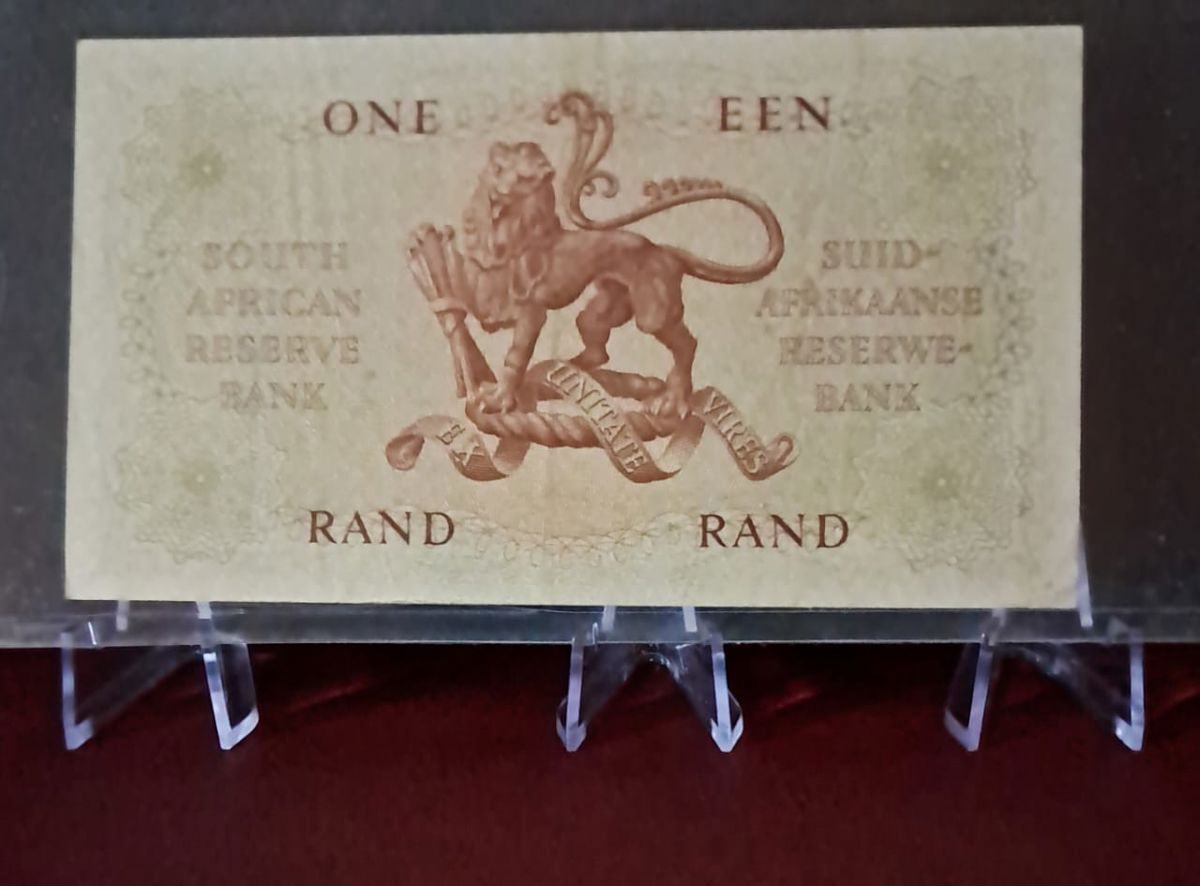 ONE EEN
SOUTH
AFRICAN
RESERVE
BANK
SUID-
AFRIKAANSE
RESERWE-
BANK
EX UNITATE VIRES
RAND RAND